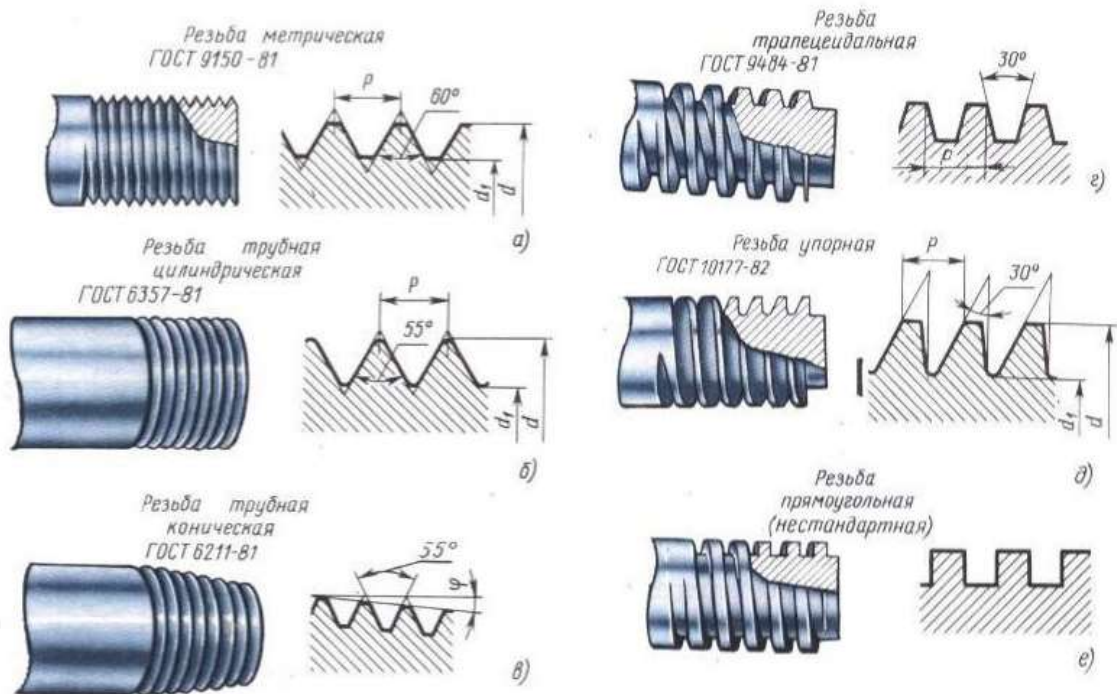 Резьба метрическая
ГОСТ 9150-81
P
60°
d₁
d
а)
Резьба трубная
цилиндрическая
ГОСТ 6357-81
P
55°
d₁
d
б)
Резьба трубная
коническая
ГОСТ 6211-81
55°
φ
в)
Резьба
трапецеидальная
ГОСТ 9484-81
30°
P
г)
Резьба упорная
ГОСТ 10177-82
P
30°
d₁
d
д)
Резьба
прямоугольная
(нестандартная)
е)